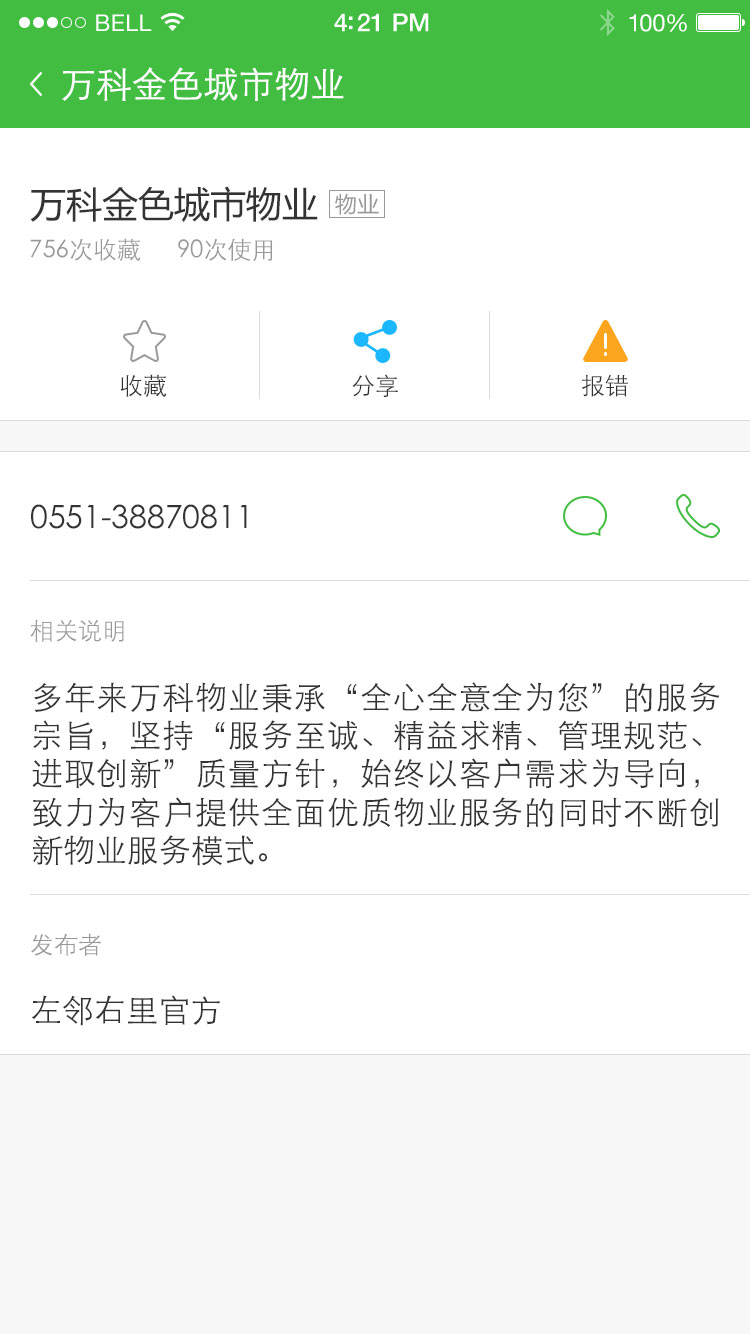 BELL 4:21 PM 100%
万科金色城市物业
万科金色城市物业 物业
756次收藏 90次使用
收藏 分享 报错
0551-38870811
相关说明
多年来万科物业秉承“全心全意全为您”的服务
宗旨，坚持“服务至诚、精益求精、管理规范、
进取创新”质量方针，始终以客户需求为导向，
致力为客户提供全面优质物业服务的同时不断创
新物业服务模式。
发布者
左邻右里官方